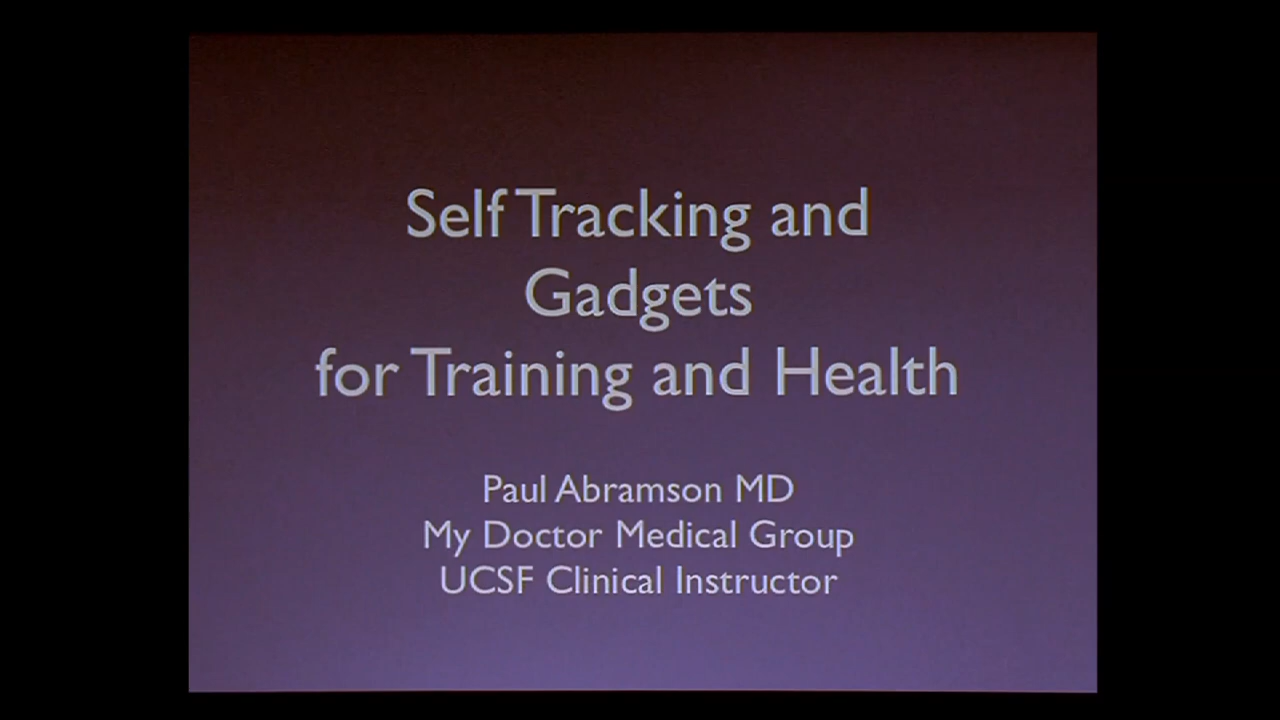 Self Tracking and
Gadgets
for Training and Health
Paul Abramson MD
My Doctor Medical Group
UCSF Clinical Instructor